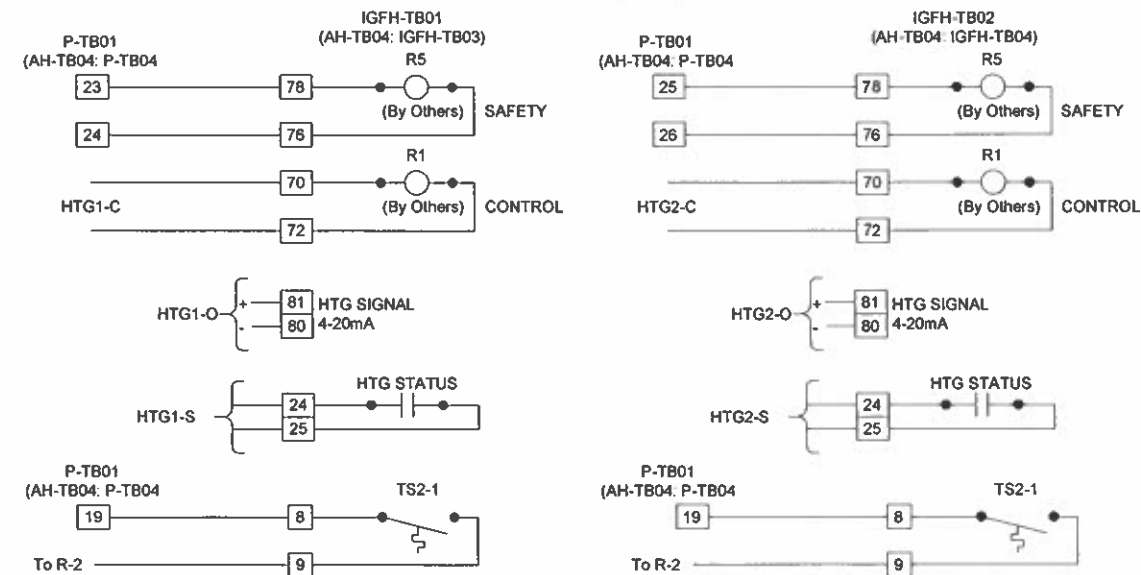 IGFH-TB01
(AH-TB04: IGFH-TB03)
P-TB01
(AH-TB04: P-TB04
R5
23
78
(By Others)
SAFETY
24
76
R1
70
HTG1-C
(By Others)
CONTROL
72
HTG1-O
+
81
HTG SIGNAL
-
80
4-20mA
HTG STATUS
HTG1-S
24
25
P-TB01
(AH-TB04: P-TB04
TS2-1
19
8
To R-2
9
IGFH-TB02
(AH-TB04: IGFH-TB04)
P-TB01
(AH-TB04: P-TB04
R5
25
78
(By Others)
SAFETY
26
76
R1
70
HTG2-C
(By Others)
CONTROL
72
HTG2-O
+
81
HTG SIGNAL
-
80
4-20mA
HTG STATUS
HTG2-S
24
25
P-TB01
(AH-TB04: P-TB04
TS2-1
19
8
To R-2
9